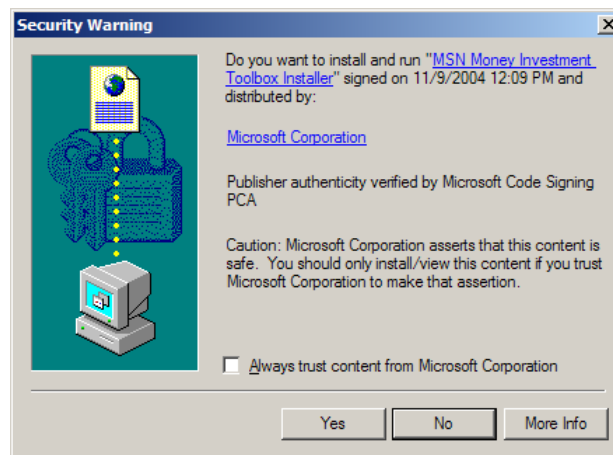 Security Warning
Do you want to install and run "MSN Money Investment
Toolbox Installer" signed on 11/9/2004 12:09 PM and
distributed by:
Microsoft Corporation
Publisher authenticity verified by Microsoft Code Signing
PCA
Caution: Microsoft Corporation asserts that this content is
safe. You should only install/view this content if you trust
Microsoft Corporation to make that assertion.
Always trust content from Microsoft Corporation
Yes No More Info